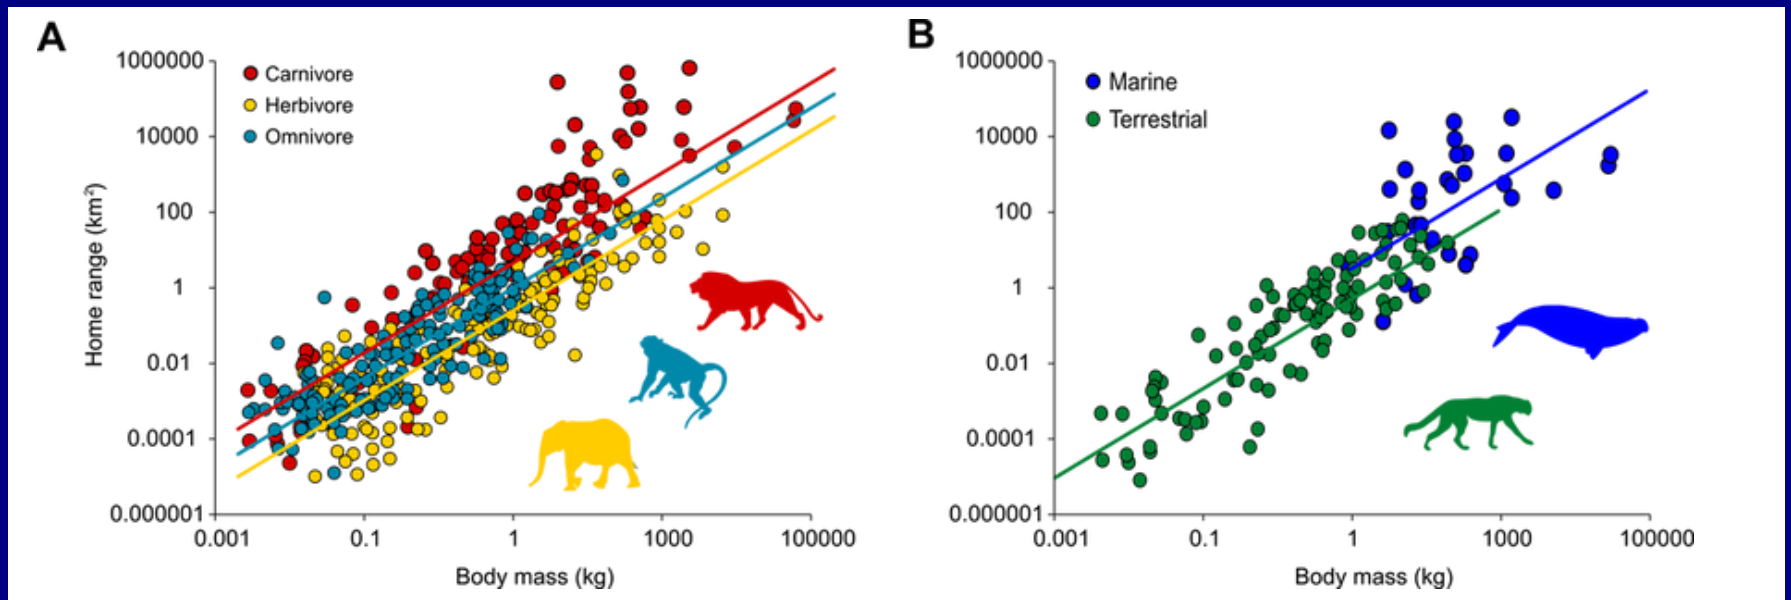 A
Carnivore
Herbivore
Omnivore
1000000
10000
100
1
0.01
0.0001
0.000001
Home range (km²)
0.001 0.1 1 1000 100000
Body mass (kg)
B
Marine
Terrestrial
1000000
10000
100
1
0.01
0.0001
0.000001
0.001 0.1 1 1000 100000
Body mass (kg)